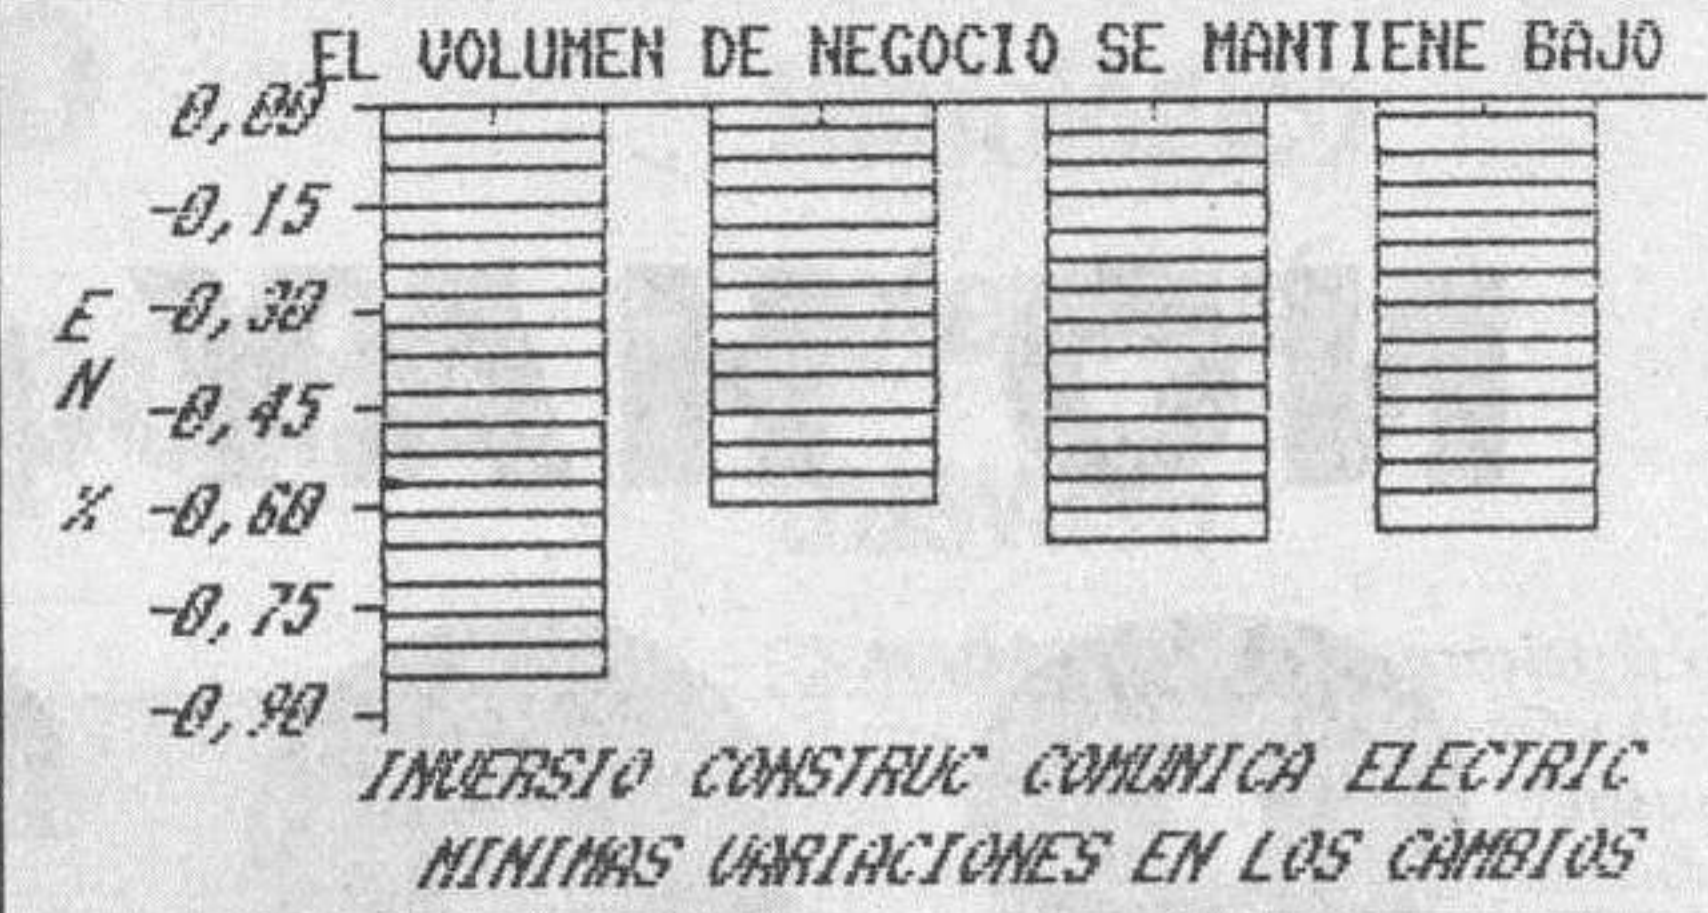 EL VOLUMEN DE NEGOCIO SE MANTIENE BAJO
0,00
-0,15
-0,30
-0,45
-0,60
-0,75
-0,90
EN %
INVERSIO CONSTRUC COMUNICA ELECTRIC
MINIMAS VARIACIONES EN LOS CAMBIOS